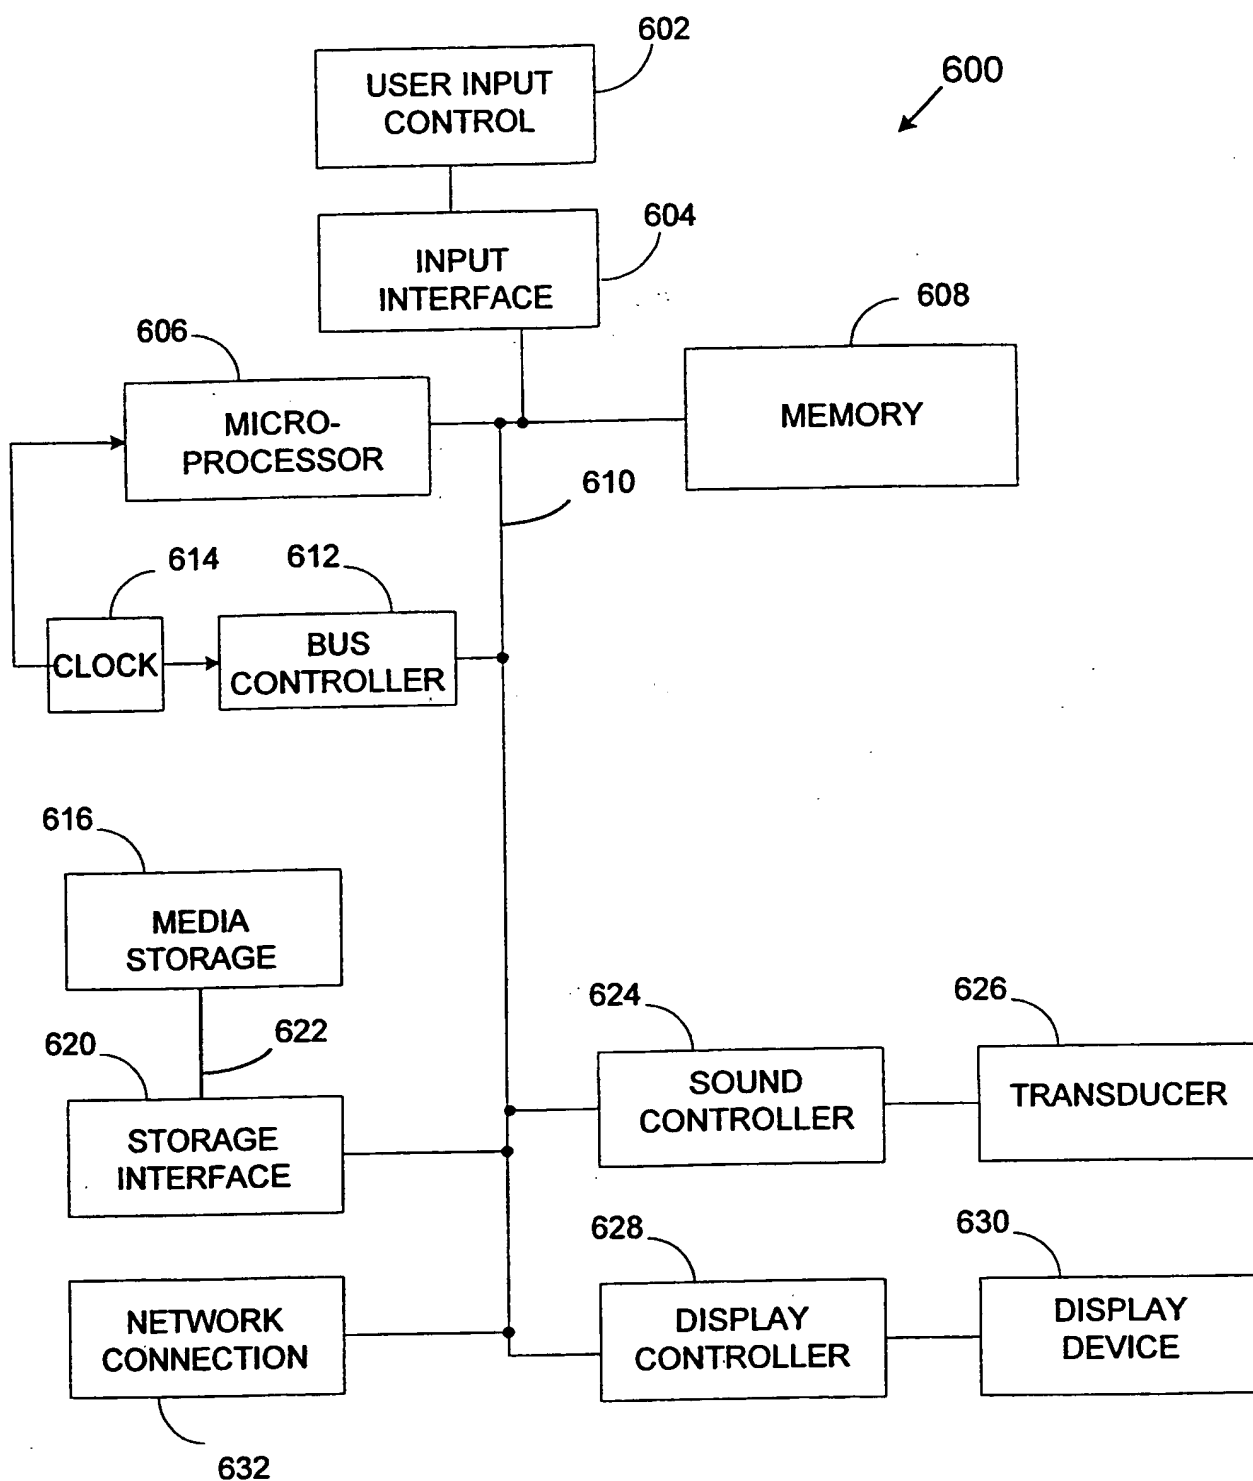 602
600
USER INPUT
CONTROL
604
INPUT
INTERFACE
608
606
MEMORY
MICRO-
PROCESSOR
610
614
612
CLOCK
BUS
CONTROLLER
616
MEDIA
STORAGE
622
620
STORAGE
INTERFACE
624
626
SOUND
CONTROLLER
TRANSDUCER
628
630
DISPLAY
CONTROLLER
DISPLAY
DEVICE
NETWORK
CONNECTION
632